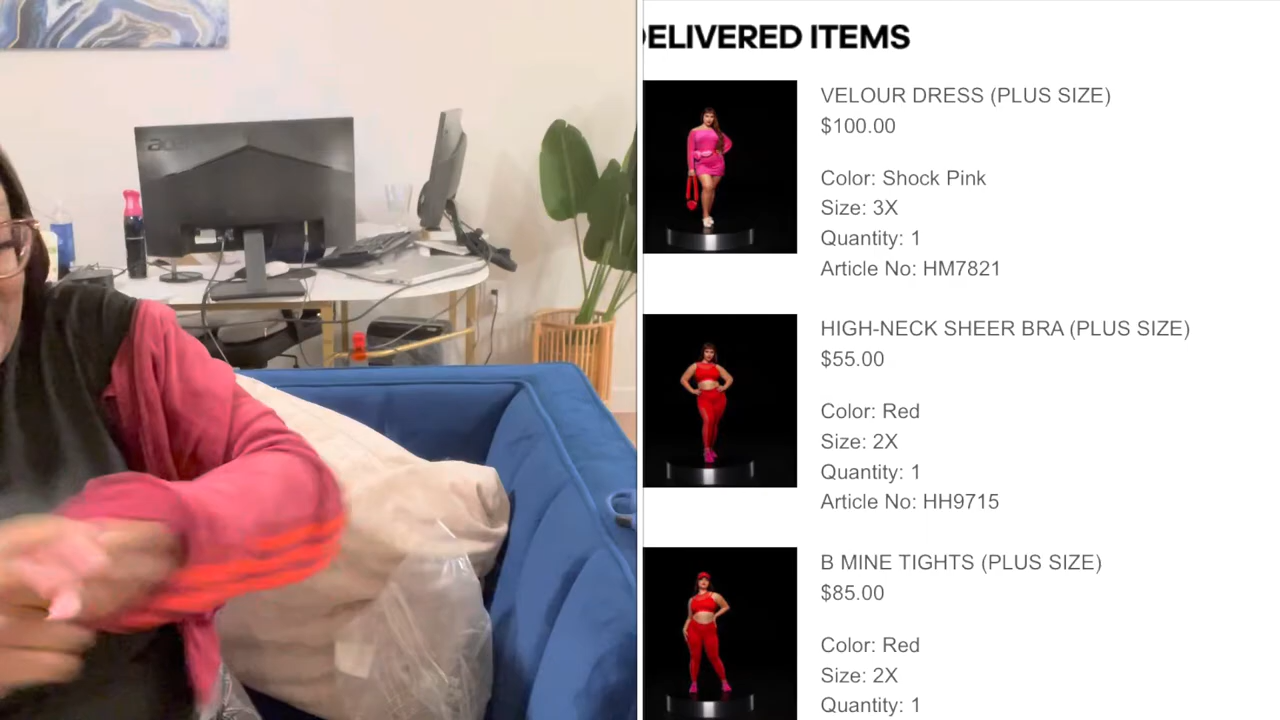 acer
DELIVERED ITEMS
VELOUR DRESS (PLUS SIZE)
$100.00
Color: Shock Pink
Size: 3X
Quantity: 1
Article No: HM7821
HIGH-NECK SHEER BRA (PLUS SIZE)
$55.00
Color: Red
Size: 2X
Quantity: 1
Article No: HH9715
B MINE TIGHTS (PLUS SIZE)
$85.00
Color: Red
Size: 2X
Quantity: 1